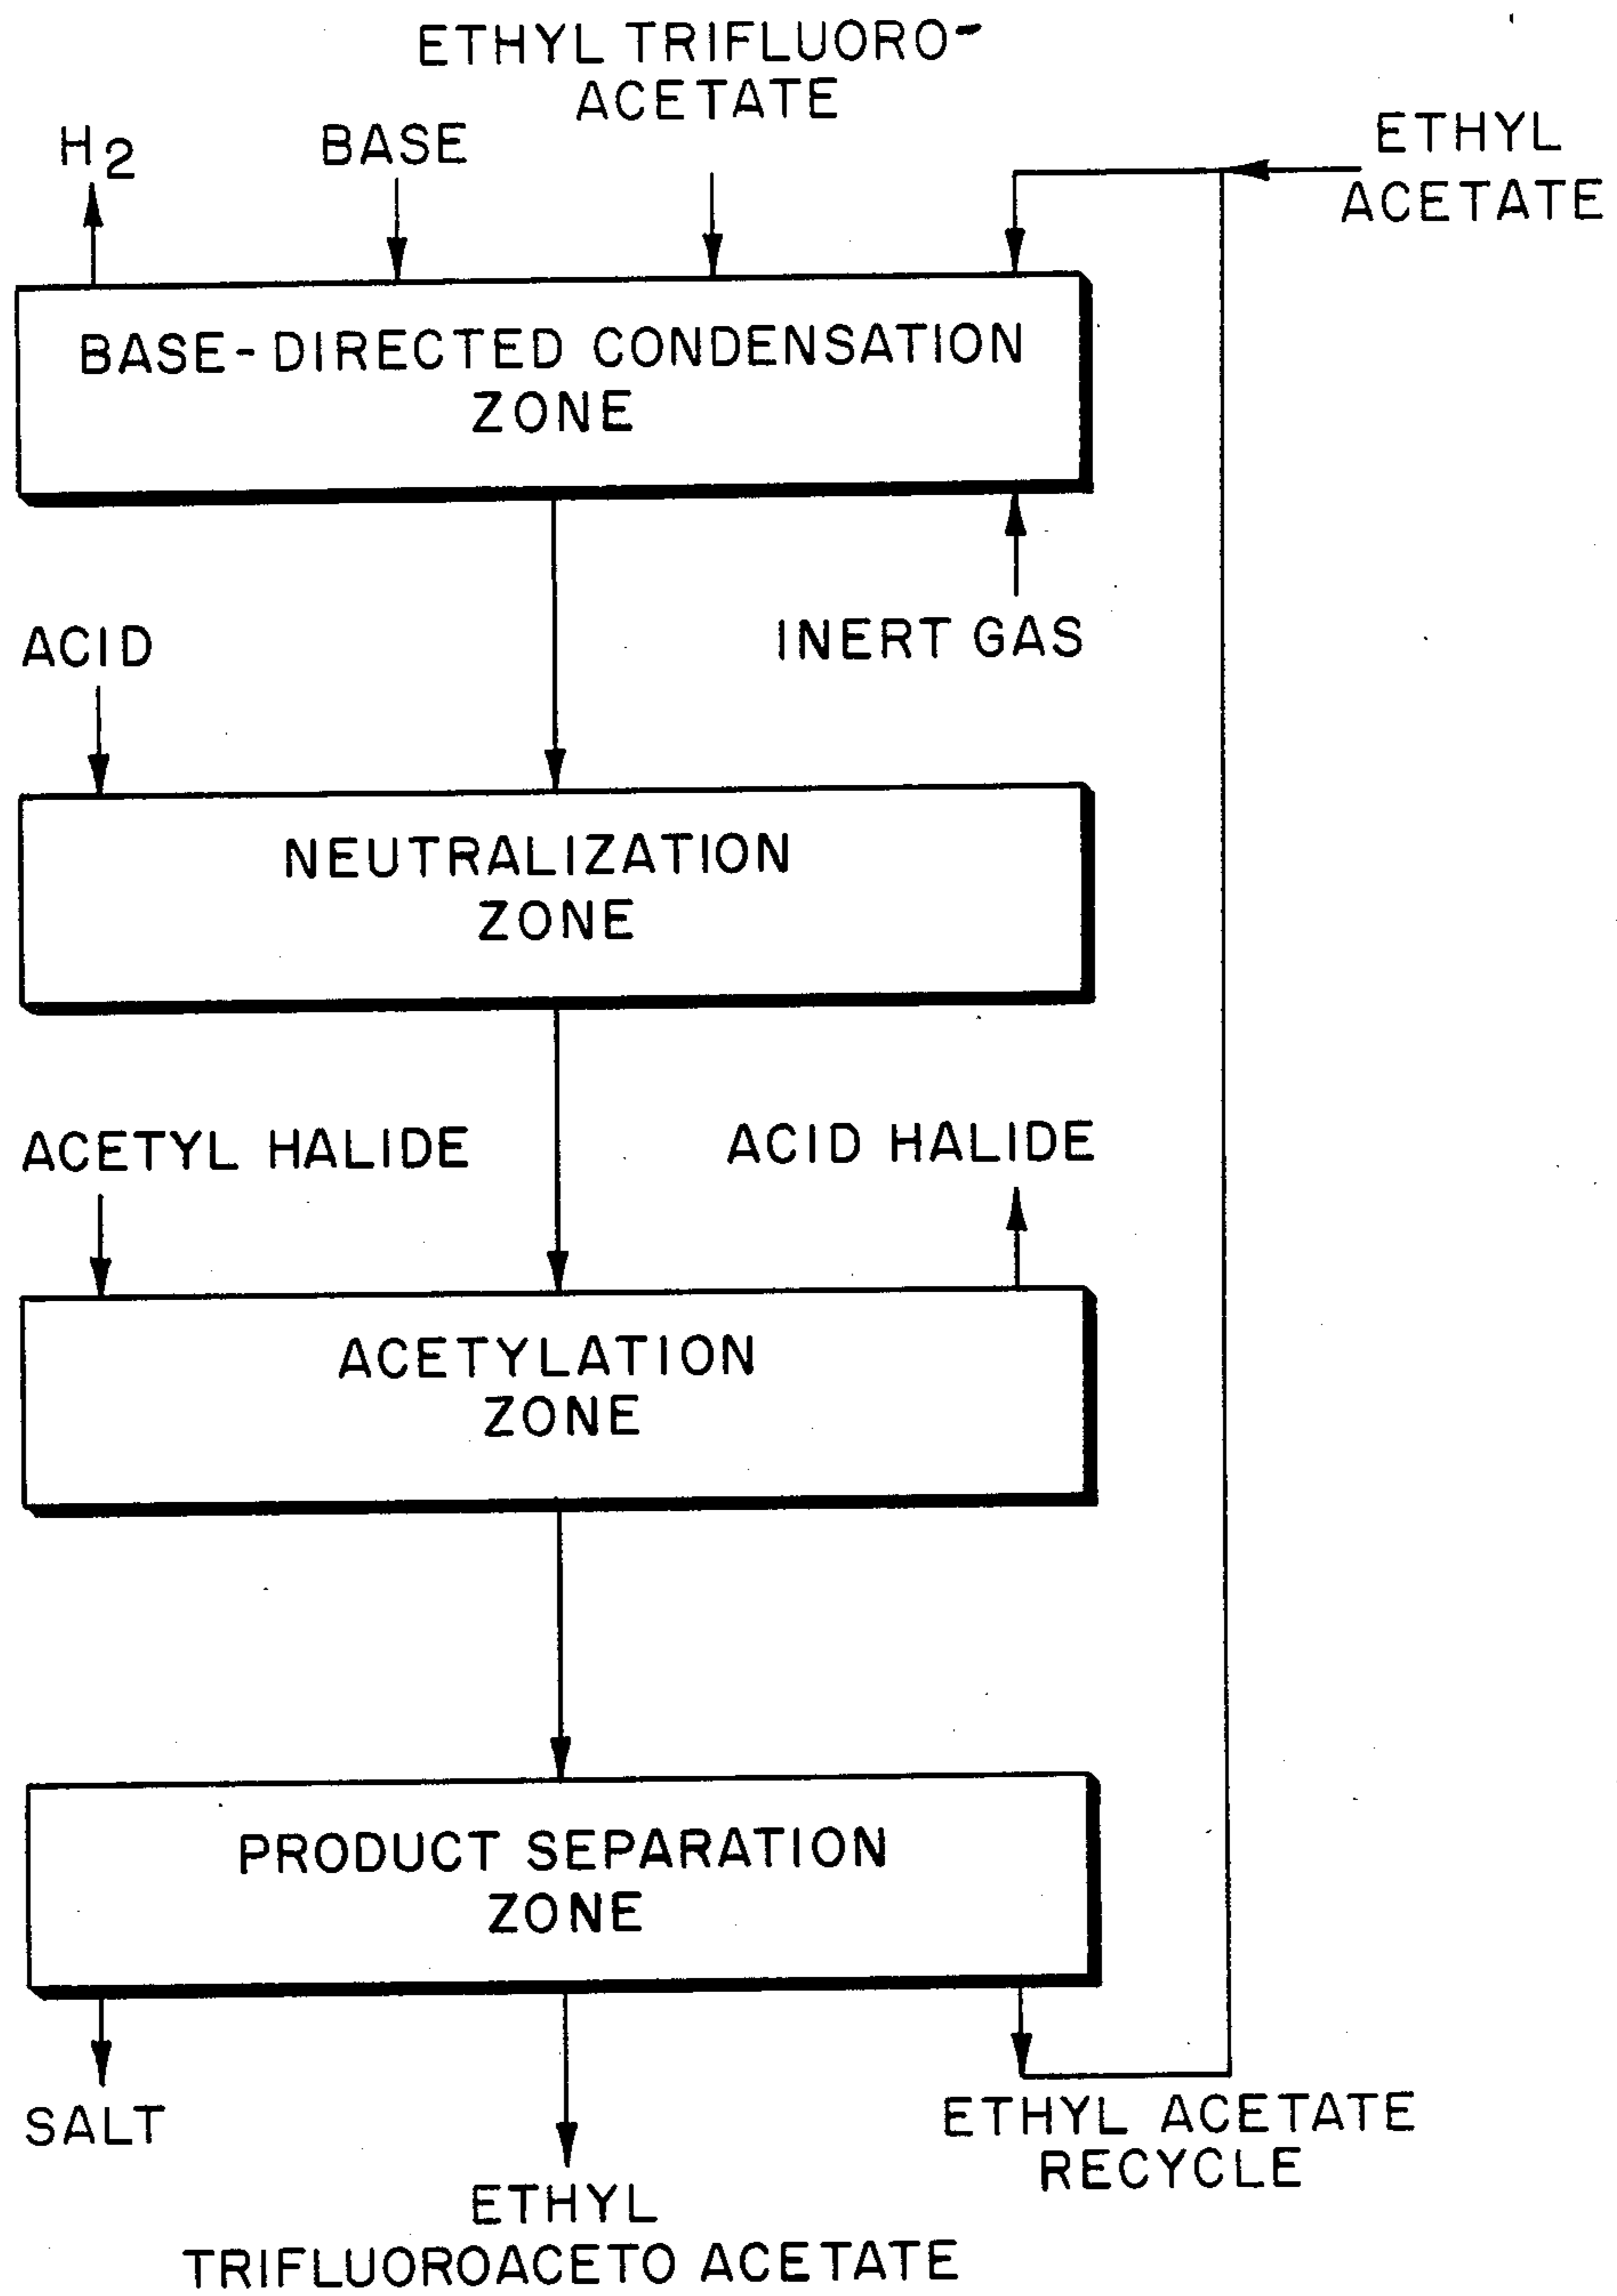 ETHYL TRIFLUORO-
ACETATE
H2
BASE
ETHYL
ACETATE
BASE-DIRECTED CONDENSATION
ZONE
INERT GAS
ACID
NEUTRALIZATION
ZONE
ACETYL HALIDE
ACID HALIDE
ACETYLATION
ZONE
PRODUCT SEPARATION
ZONE
SALT
ETHYL ACETATE
RECYCLE
ETHYL
TRIFLUOROACETO ACETATE